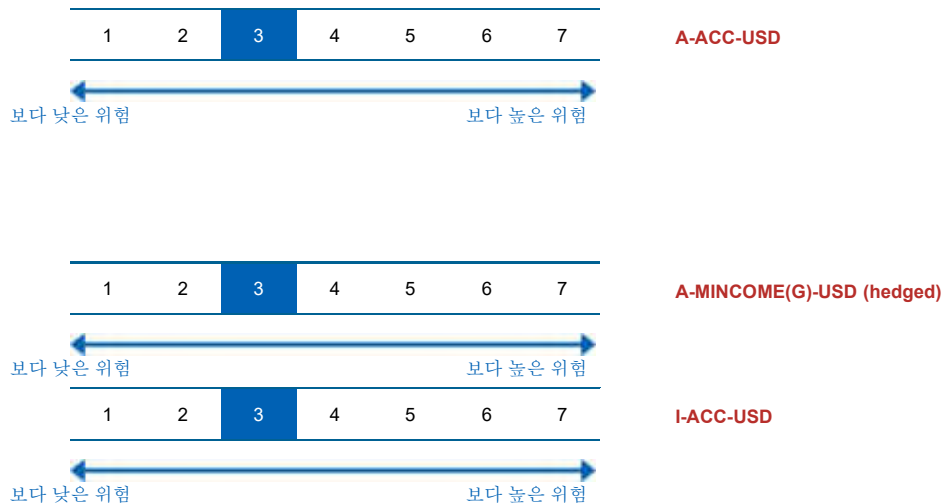 1 2 3 4 5 6 7 A-ACC-USD
보다 낮은 위험 보다 높은 위험
1 2 3 4 5 6 7 A-MINCOME(G)-USD (hedged)
보다 낮은 위험 보다 높은 위험
1 2 3 4 5 6 7 I-ACC-USD
보다 낮은 위험 보다 높은 위험